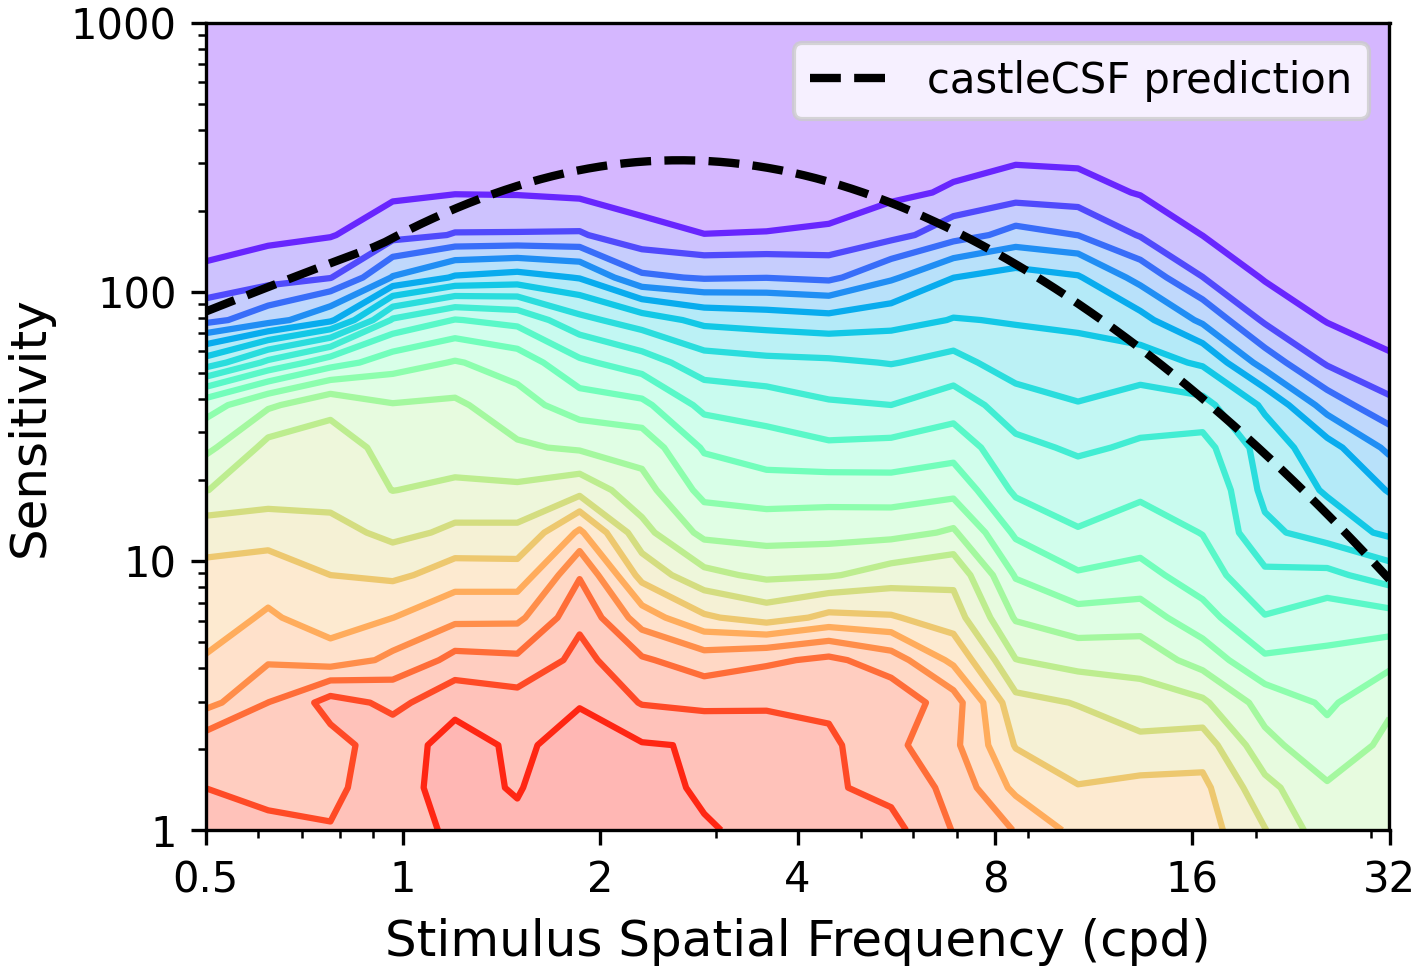 1000
100
10
1
Sensitivity
castleCSF prediction
0.5 1 2 4 8 16 32
Stimulus Spatial Frequency (cpd)